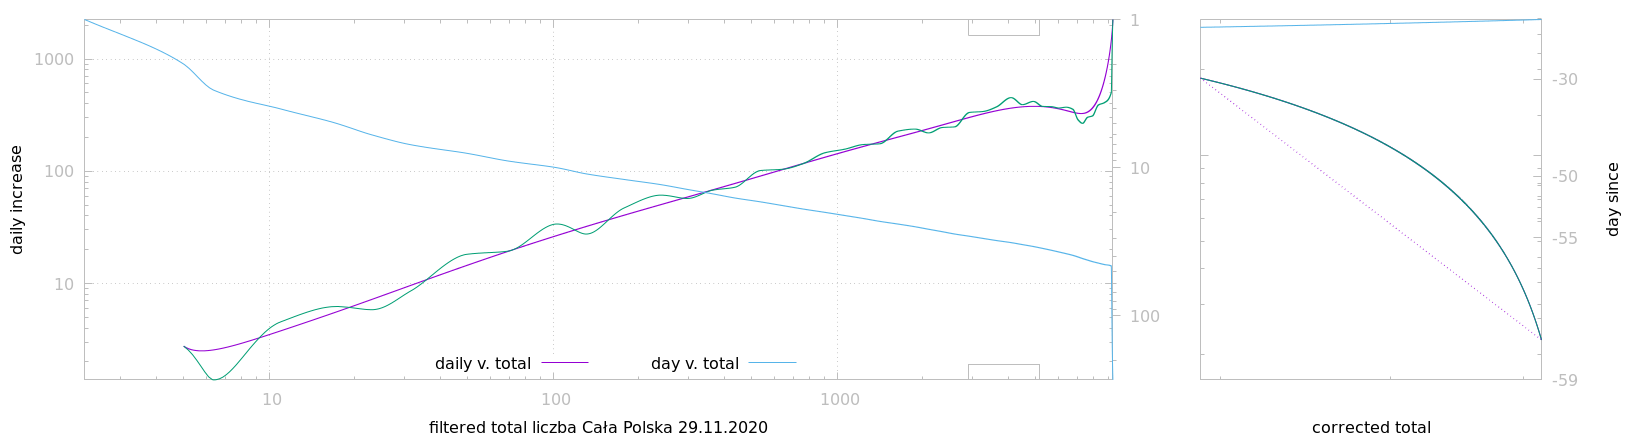 1
1000
-30
daily increase
100
10
-50
day since
-55
10
100
daily v. total
day v. total
-59
10
100
1000
filtered total liczba Cała Polska 29.11.2020
corrected total